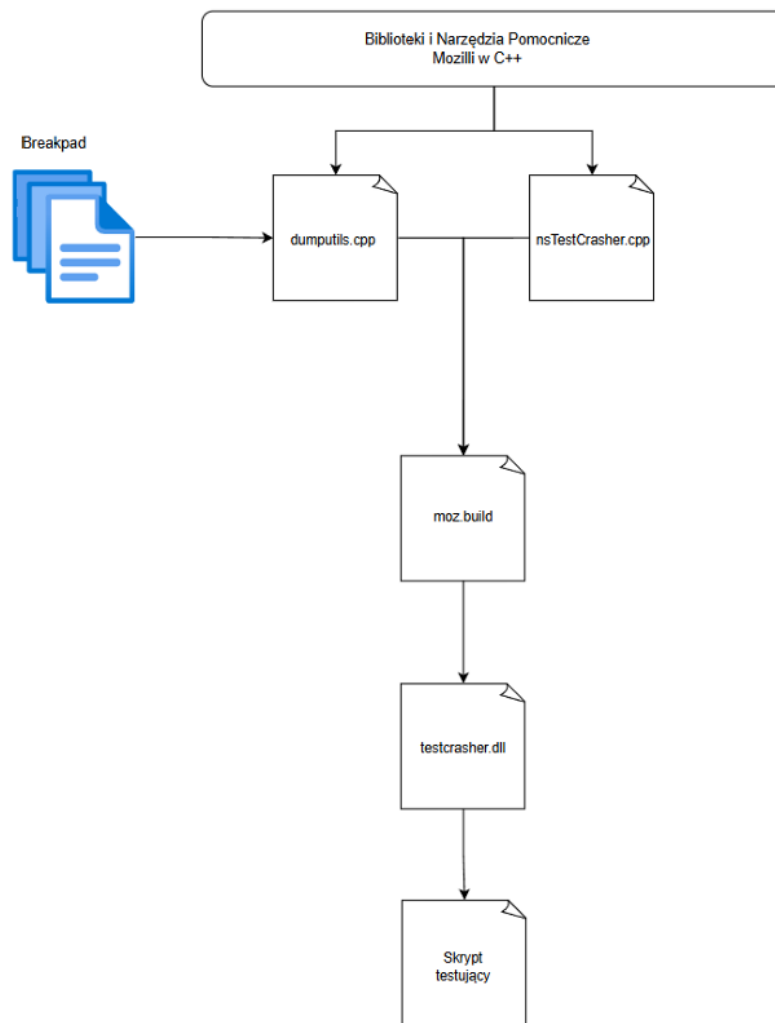 Biblioteki i Narzędzia Pomocnicze
Mozilli w C++
Breakpad
dumputils.cpp
nsTestCrasher.cpp
moz.build
testcrasher.dll
Skrypt
testujący